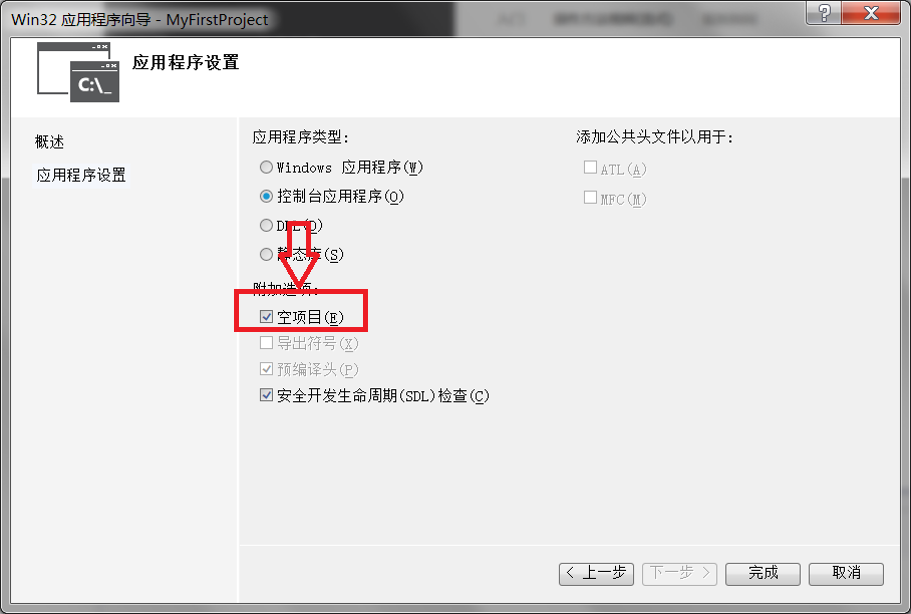 Win32 应用程序向导 - MyFirstProject
C:\_
应用程序设置
概述
应用程序设置
应用程序类型:
Windows 应用程序(W)
控制台应用程序(O)
DLL(D)
静态库(S)
附加选项:
空项目(E)
导出符号(X)
预编译头(P)
安全开发生命周期(SDL)检查(C)
添加公共头文件以用于:
ATL(A)
MFC(M)
< 上一步
下一步 >
完成
取消